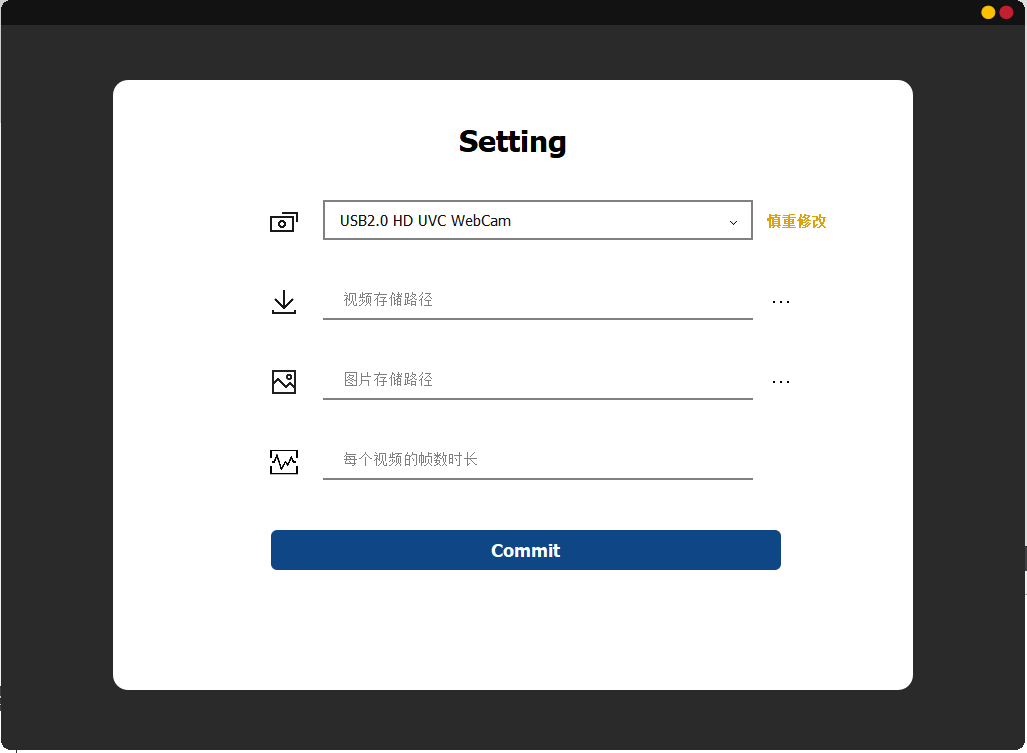 Setting
USB2.0 HD UVC WebCam
慎重修改
视频存储路径
...
图片存储路径
...
每个视频的帧数时长
Commit